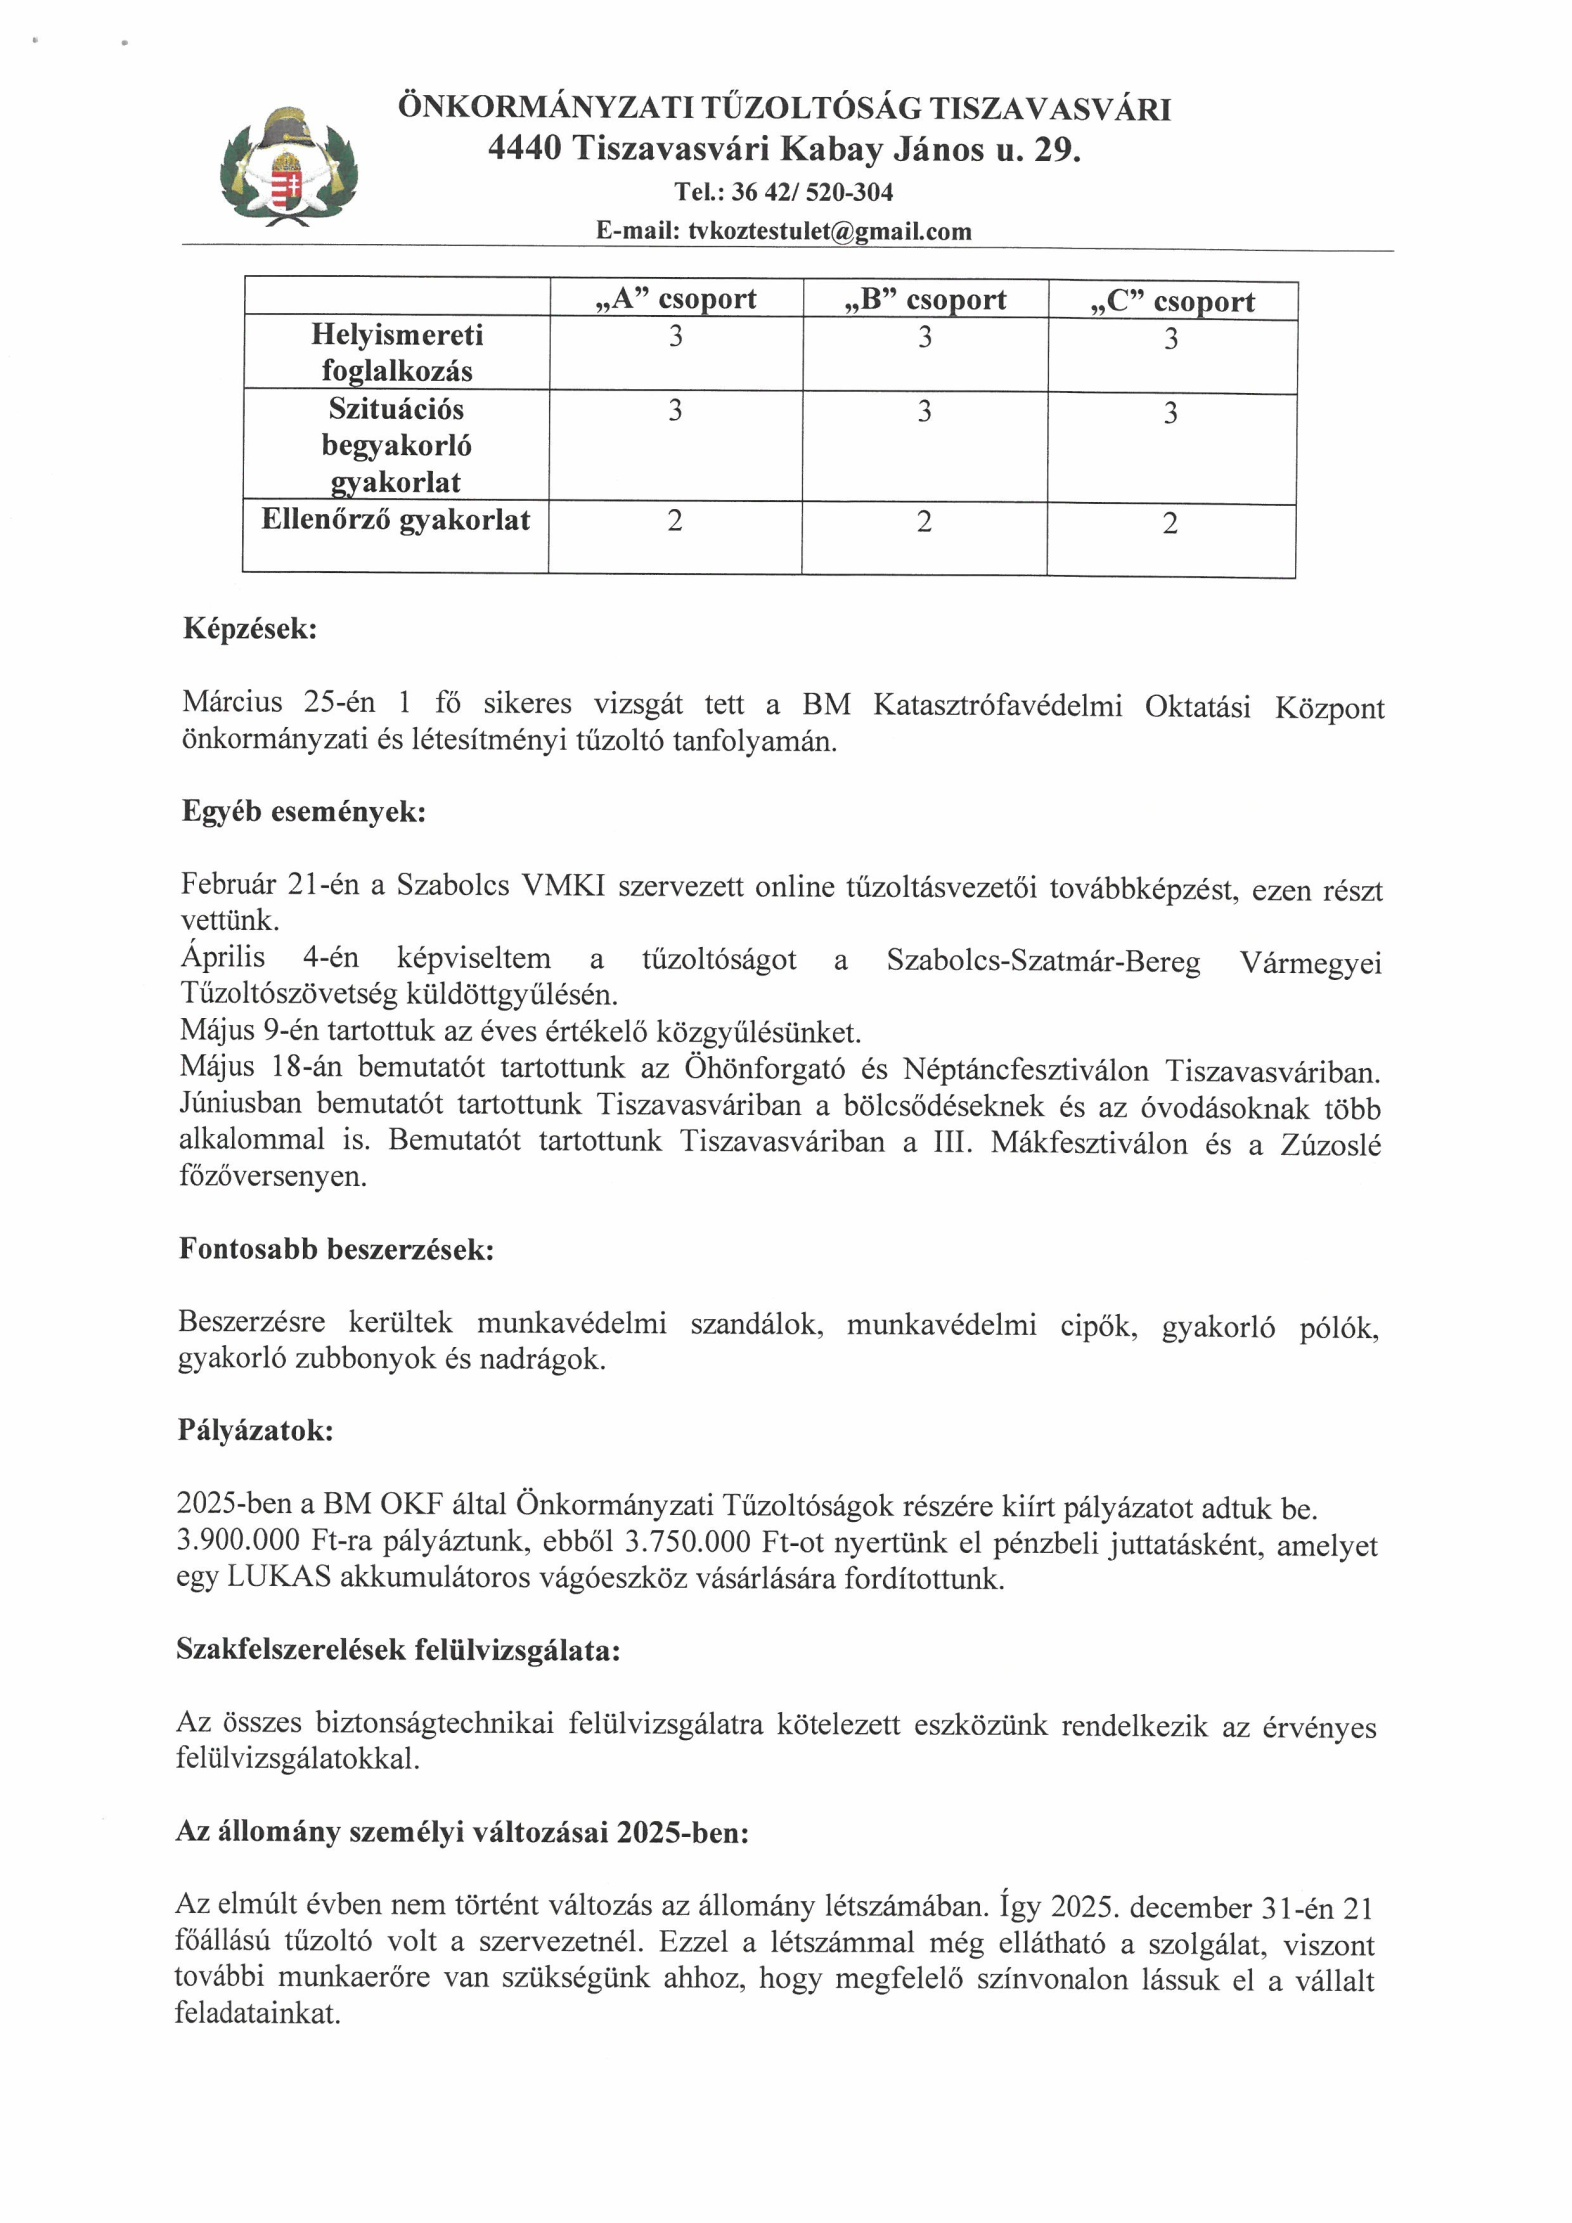 ÖNKORMÁNYZATI TŰZOLTÓSÁG TISZAVASVÁRI
4440 Tiszavasvári Kabay János u. 29.
Tel.: 36 42/ 520-304
E-mail: tvkoztestulet@gmail.com
„A” csoport „B” csoport „C” csoport
Helyismereti 3 3 3
foglalkozás
Szituációs 3 3 3
begyakorló
gyakorlat
Ellenőrző gyakorlat 2 2 2
Képzések:
Március 25-én 1 fő sikeres vizsgát tett a BM Katasztrófavédelmi Oktatási Központ
önkormányzati és létesítményi tűzoltó tanfolyamán.
Egyéb események:
Február 21-én a Szabolcs VMKI szervezett online tűzoltásvezetői továbbképzést, ezen részt
vettünk.
Április 4-én képviseltem a tűzoltóságot a Szabolcs-Szatmár-Bereg Vármegyei
Tűzoltószövetség küldöttgyűlésén.
Május 9-én tartottuk az éves értékelő közgyűlésünket.
Május 18-án bemutatót tartottunk az Öhönforgató és Néptáncfesztiválon Tiszavasváriban.
Júniusban bemutatót tartottunk Tiszavasváriban a bölcsődéseknek és az óvodásoknak több
alkalommal is. Bemutatót tartottunk Tiszavasváriban a III. Mákfesztiválon és a Zúzoslé
főzőversenyen.
Fontosabb beszerzések:
Beszerzésre kerültek munkavédelmi szandálok, munkavédelmi cipők, gyakorló pólók,
gyakorló zubbonyok és nadrágok.
Pályázatok:
2025-ben a BM OKF által Önkormányzati Tűzoltóságok részére kiírt pályázatot adtuk be.
3.900.000 Ft-ra pályáztunk, ebből 3.750.000 Ft-ot nyertünk el pénzbeli juttatásként, amelyet
egy LUKAS akkumulátoros vágóeszköz vásárlására fordítottunk.
Szakfelszerelések felülvizsgálata:
Az összes biztonságtechnikai felülvizsgálatra kötelezett eszközünk rendelkezik az érvényes
felülvizsgálatokkal.
Az állomány személyi változásai 2025-ben:
Az elmúlt évben nem történt változás az állomány létszámában. Így 2025. december 31-én 21
főállású tűzoltó volt a szervezetnél. Ezzel a létszámmal még ellátható a szolgálat, viszont
további munkaerőre van szükségünk ahhoz, hogy megfelelő színvonalon lássuk el a vállalt
feladatainkat.